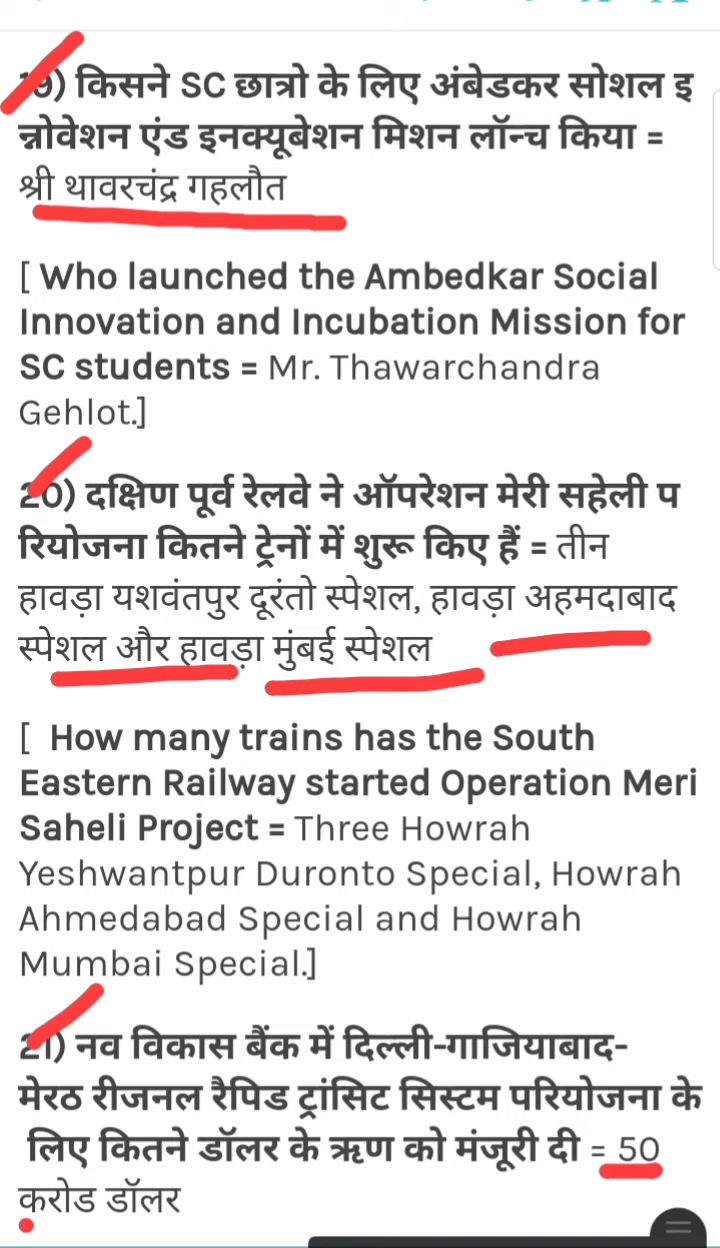 19) किसने SC छात्रो के लिए अंबेडकर सोशल इ
न्नोवेशन एंड इनक्यूबेशन मिशन लॉन्च किया =
श्री थावरचंद्र गहलौत
[ Who launched the Ambedkar Social
Innovation and Incubation Mission for
SC students = Mr. Thawarchandra
Gehlot.]
20) दक्षिण पूर्व रेलवे ने ऑपरेशन मेरी सहेली प
रियोजना कितने ट्रेनों में शुरू किए हैं = तीन
हावड़ा यशवंतपुर दूरंतो स्पेशल, हावड़ा अहमदाबाद
स्पेशल और हावड़ा मुंबई स्पेशल
[ How many trains has the South
Eastern Railway started Operation Meri
Saheli Project = Three Howrah
Yeshwantpur Duronto Special, Howrah
Ahmedabad Special and Howrah
Mumbai Special.]
21) नव विकास बैंक में दिल्ली-गाजियाबाद-
मेरठ रीजनल रैपिड ट्रांसिट सिस्टम परियोजना के
लिए कितने डॉलर के ऋण को मंजूरी दी = 50
करोड डॉलर